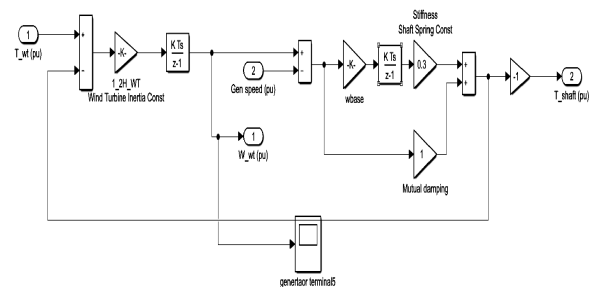 Stiffness
Shaft Spring Const
1
T_wt (pu)
+
−
-K-
1_2H_WT
Wind Turbine Inertia Const
K Ts
z-1
2
Gen speed (pu)
+
−
-K-
wbase
K Ts
z-1
0.3
+
+
-1
2
T_shaft (pu)
1
W_wt (pu)
1
Mutual damping
genertaor terminal5